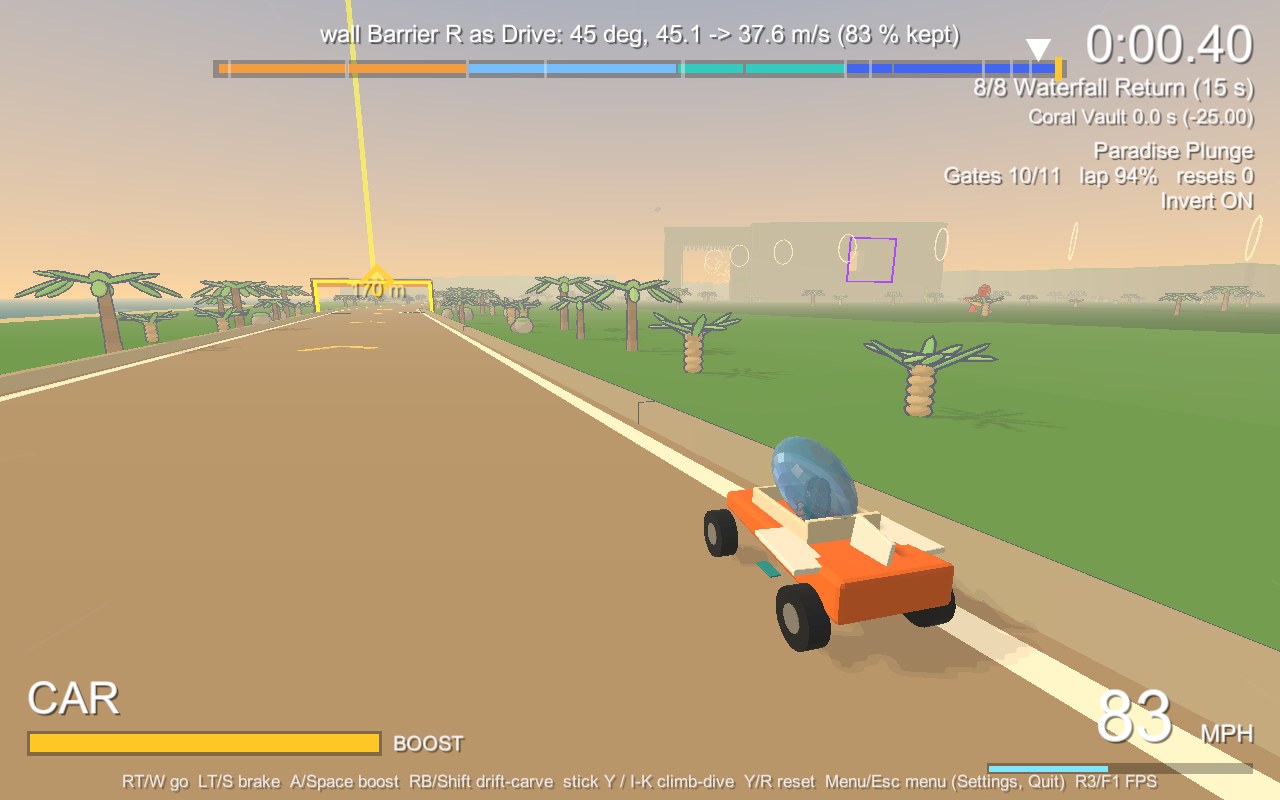 wall Barrier R as Drive: 45 deg, 45.1 -> 37.6 m/s (83 % kept)
0:00.40
8/8 Waterfall Return (15 s)
Coral Vault 0.0 s (-25.00)
Paradise Plunge
Gates 10/11 lap 94% resets 0
Invert ON
170 m
CAR
BOOST
83 MPH
RT/W go LT/S brake A/Space boost RB/Shift drift-carve stick Y / I-K climb-dive Y/R reset Menu/Esc menu (Settings, Quit) R3/F1 FPS